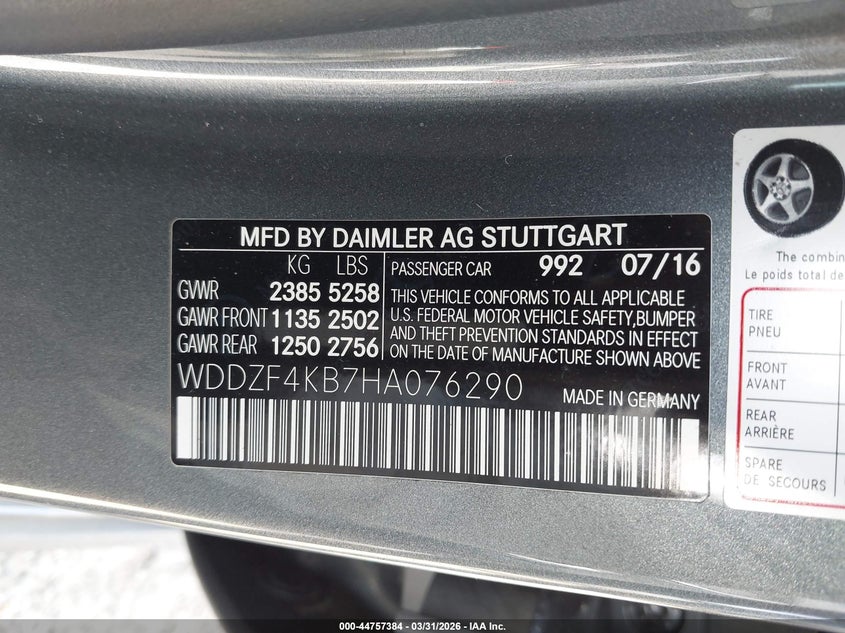 MFD BY DAIMLER AG STUTTGART
KG LBS
GVWR 2385 5258
GAWR FRONT 1135 2502
GAWR REAR 1250 2756
PASSENGER CAR 992 07/16
THIS VEHICLE CONFORMS TO ALL APPLICABLE
U.S. FEDERAL MOTOR VEHICLE SAFETY,BUMPER
AND THEFT PREVENTION STANDARDS IN EFFECT
ON THE DATE OF MANUFACTURE SHOWN ABOVE
WDDZF4KB7HA076290
MADE IN GERMANY
The combin
Le poids total de
TIRE
PNEU
FRONT
AVANT
REAR
ARRIÈRE
SPARE
DE SECOURS
000-44757384 - 03/31/2026 - IAA Inc.